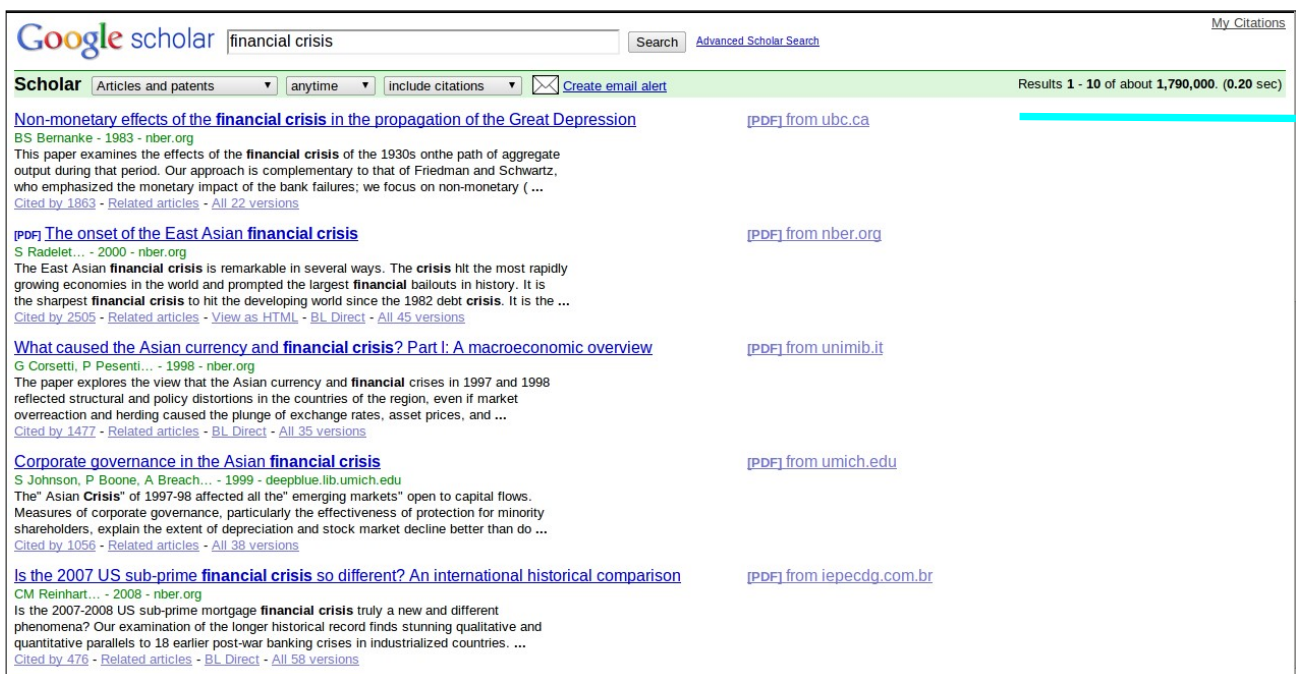 My Citations
Google scholar financial crisis Search Advanced Scholar Search
Scholar Articles and patents anytime include citations Create email alert Results 1 - 10 of about 1,790,000. (0.20 sec)
Non-monetary effects of the financial crisis in the propagation of the Great Depression [PDF] from ubc.ca
BS Bernanke - 1983 - nber.org
This paper examines the effects of the financial crisis of the 1930s onthe path of aggregate
output during that period. Our approach is complementary to that of Friedman and Schwartz,
who emphasized the monetary impact of the bank failures; we focus on non-monetary ( ...
Cited by 1863 - Related articles - All 22 versions
[PDF] The onset of the East Asian financial crisis [PDF] from nber.org
S Radelet… - 2000 - nber.org
The East Asian financial crisis is remarkable in several ways. The crisis hlt the most rapidly
growing economies in the world and prompted the largest financial bailouts in history. It is
the sharpest financial crisis to hit the developing world since the 1982 debt crisis. It is the ...
Cited by 2505 - Related articles - View as HTML - BL Direct - All 45 versions
What caused the Asian currency and financial crisis? Part I: A macroeconomic overview [PDF] from unimib.it
G Corsetti, P Pesenti… - 1998 - nber.org
The paper explores the view that the Asian currency and financial crises in 1997 and 1998
reflected structural and policy distortions in the countries of the region, even if market
overreaction and herding caused the plunge of exchange rates, asset prices, and ...
Cited by 1477 - Related articles - BL Direct - All 35 versions
Corporate governance in the Asian financial crisis [PDF] from umich.edu
S Johnson, P Boone, A Breach… - 1999 - deepblue.lib.umich.edu
The" Asian Crisis" of 1997-98 affected all the" emerging markets" open to capital flows.
Measures of corporate governance, particularly the effectiveness of protection for minority
shareholders, explain the extent of depreciation and stock market decline better than do ...
Cited by 1056 - Related articles - All 38 versions
Is the 2007 US sub-prime financial crisis so different? An international historical comparison [PDF] from iepecdg.com.br
CM Reinhart… - 2008 - nber.org
Is the 2007-2008 US sub-prime mortgage financial crisis truly a new and different
phenomena? Our examination of the longer historical record finds stunning qualitative and
quantitative parallels to 18 earlier post-war banking crises in industrialized countries. ...
Cited by 476 - Related articles - BL Direct - All 58 versions